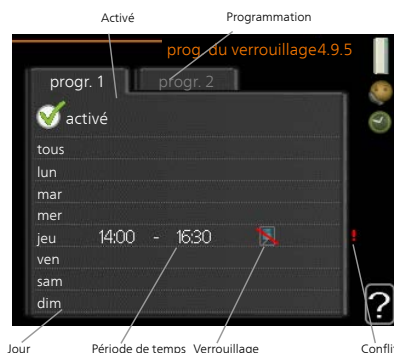 Activé Programmation
prog. du verrouillage4.9.5
progr. 1 progr. 2
activé
tous
lun
mar
mer
jeu 14:00 - 16:30 !
ven
sam
dim
?
Jour Période de temps Verrouillage Conflit